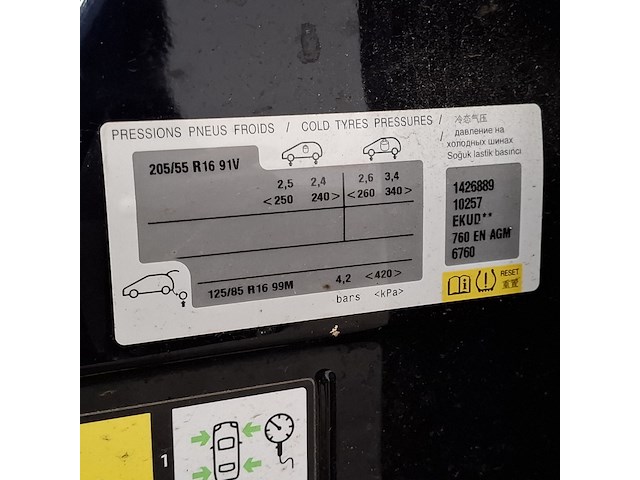 PRESSIONS PNEUS FROIDS / COLD TYRES PRESSURES / 冷态气压
/ давление на
холодных шинах
Soğuk lastik basıncı
205/55 R16 91V
2,5 2,4 2,6 3,4
<250 240> <260 340>
125/85 R16 99M 4,2 <420>
bars <kPa>
1426889
10257
EKUD**
760 EN AGM
6760
RESET
重置
1